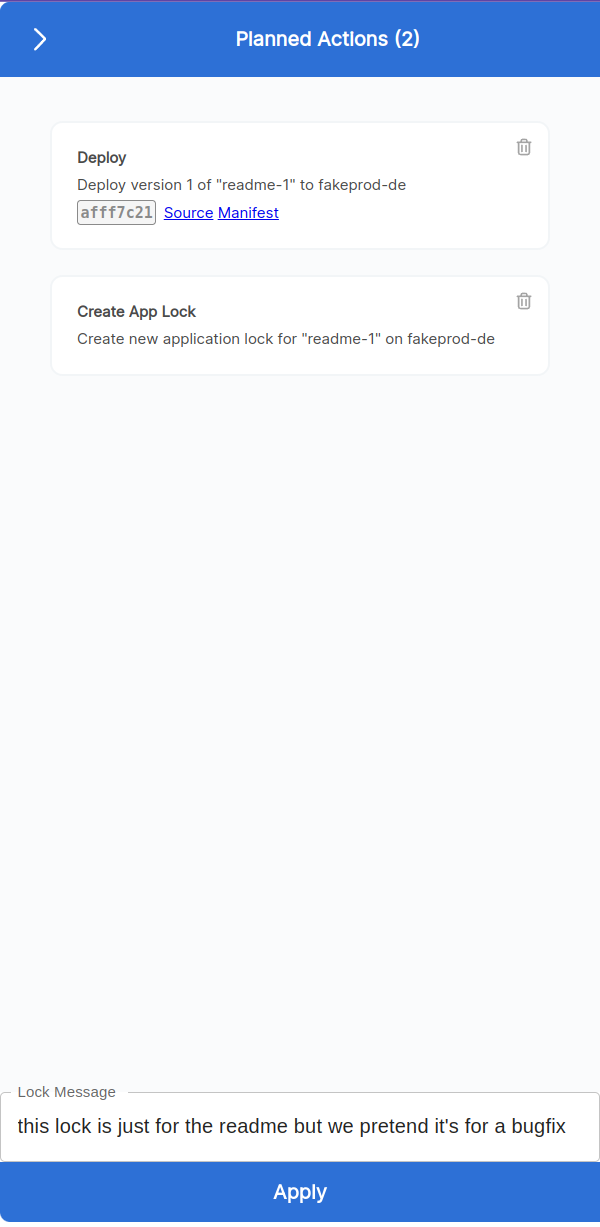 Planned Actions (2)
Deploy
Deploy version 1 of "readme-1" to fakeprod-de
afff7c21 Source Manifest
Create App Lock
Create new application lock for "readme-1" on fakeprod-de
Lock Message
this lock is just for the readme but we pretend it's for a bugfix
Apply